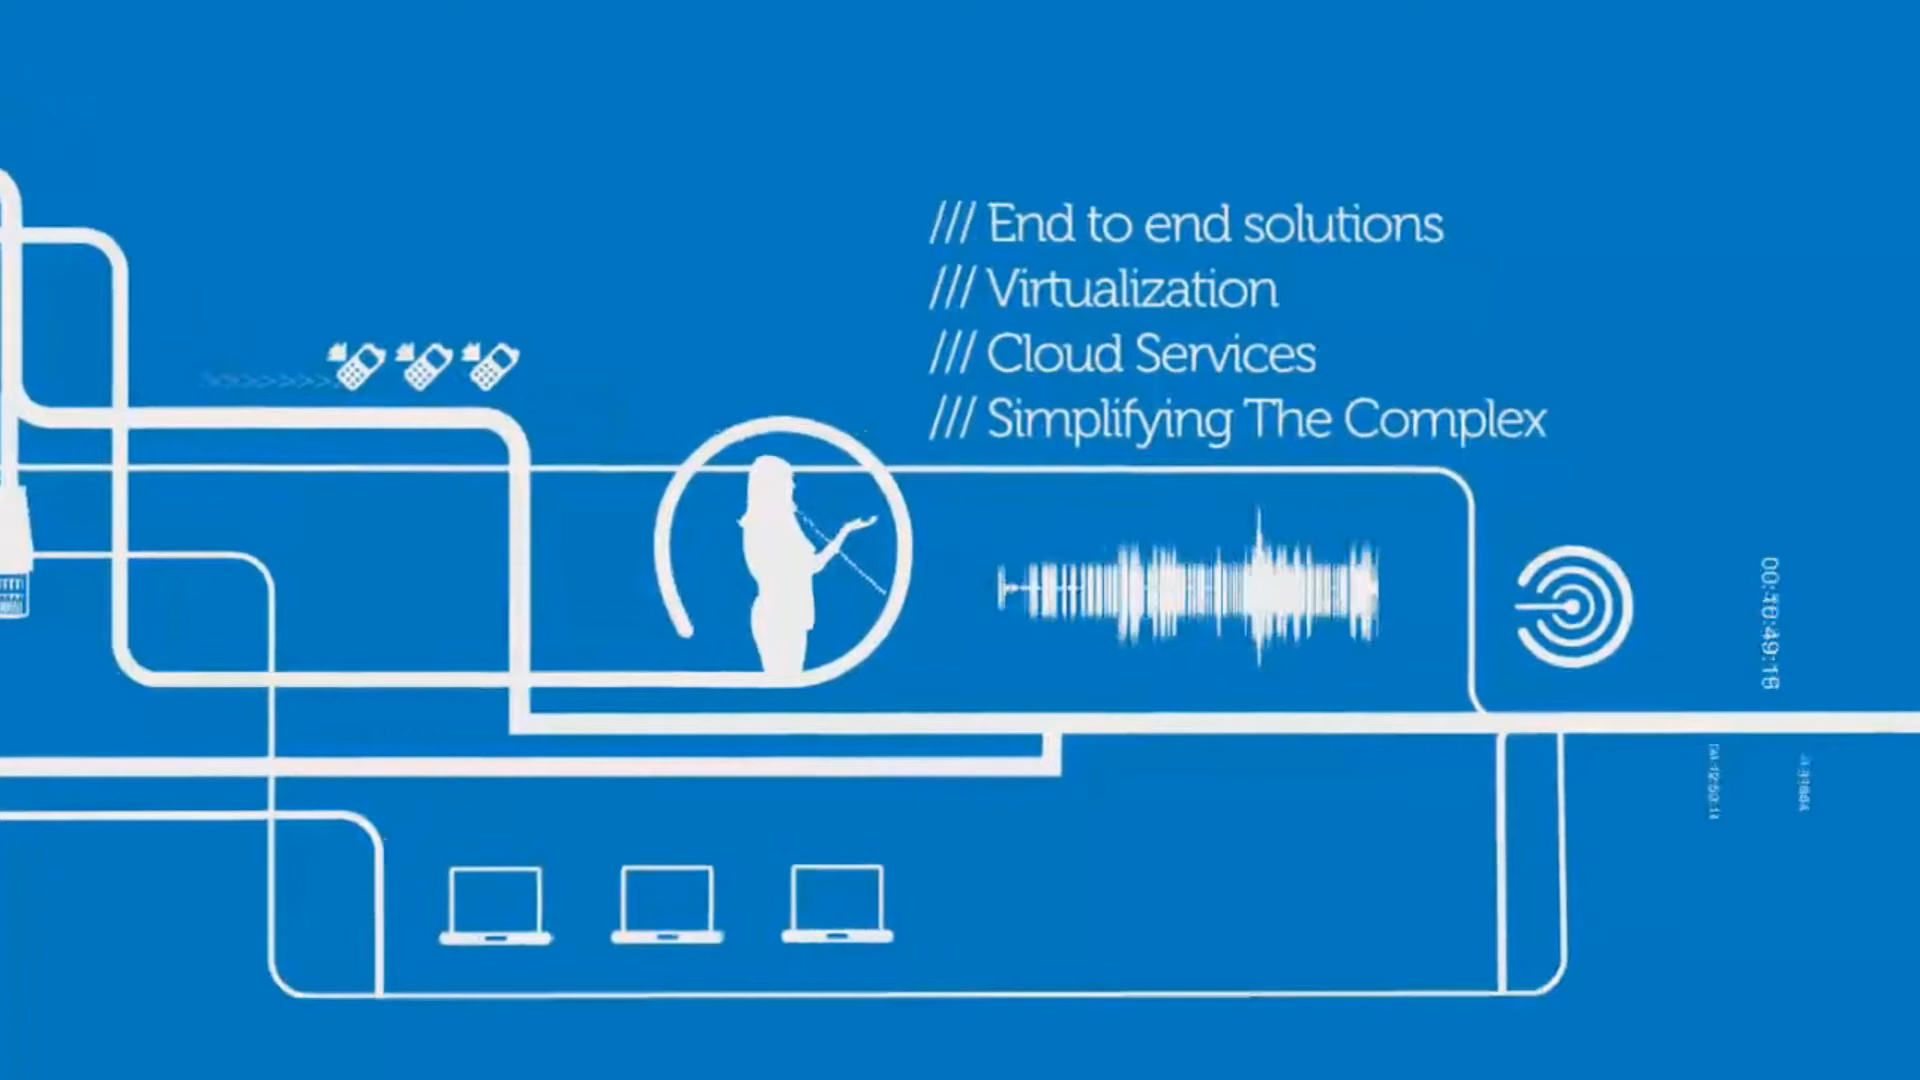 /// End to end solutions
/// Virtualization
/// Cloud Services
/// Simplifying The Complex